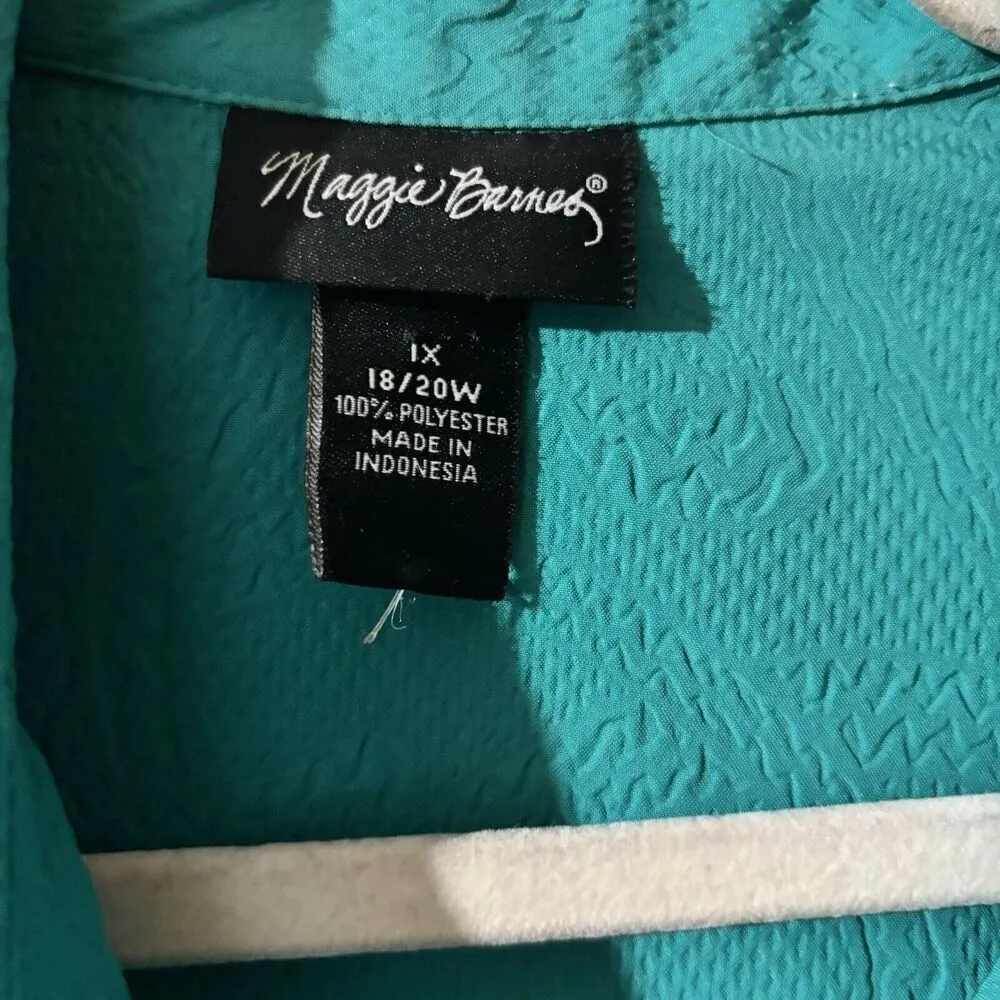 Maggie Barnes®
1X
18/20W
100% POLYESTER
MADE IN
INDONESIA